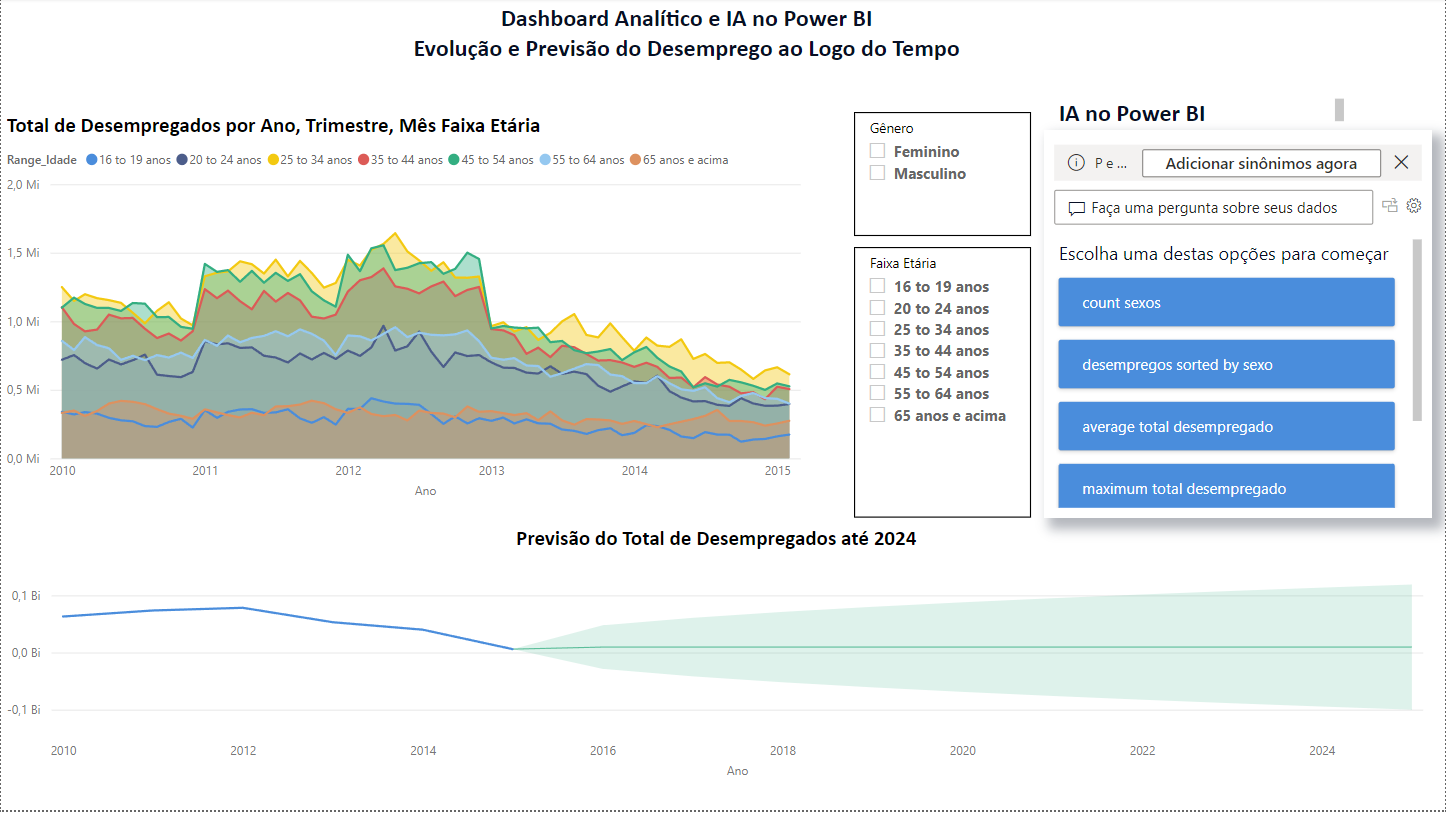 Dashboard Analítico e IA no Power BI
Evolução e Previsão do Desemprego ao Logo do Tempo
Total de Desempregados por Ano, Trimestre, Mês Faixa Etária
Range_Idade 16 to 19 anos 20 to 24 anos 25 to 34 anos 35 to 44 anos 45 to 54 anos 55 to 64 anos 65 anos e acima
2,0 Mi
1,5 Mi
1,0 Mi
0,5 Mi
0,0 Mi
2010 2011 2012 2013 2014 2015
Ano
Gênero
Feminino
Masculino
Faixa Etária
16 to 19 anos
20 to 24 anos
25 to 34 anos
35 to 44 anos
45 to 54 anos
55 to 64 anos
65 anos e acima
IA no Power BI
P e ... Adicionar sinônimos agora
Faça uma pergunta sobre seus dados
Escolha uma destas opções para começar
count sexos
desempregos sorted by sexo
average total desempregado
maximum total desempregado
Previsão do Total de Desempregados até 2024
0,1 Bi
0,0 Bi
-0,1 Bi
2010 2012 2014 2016 2018 2020 2022 2024
Ano